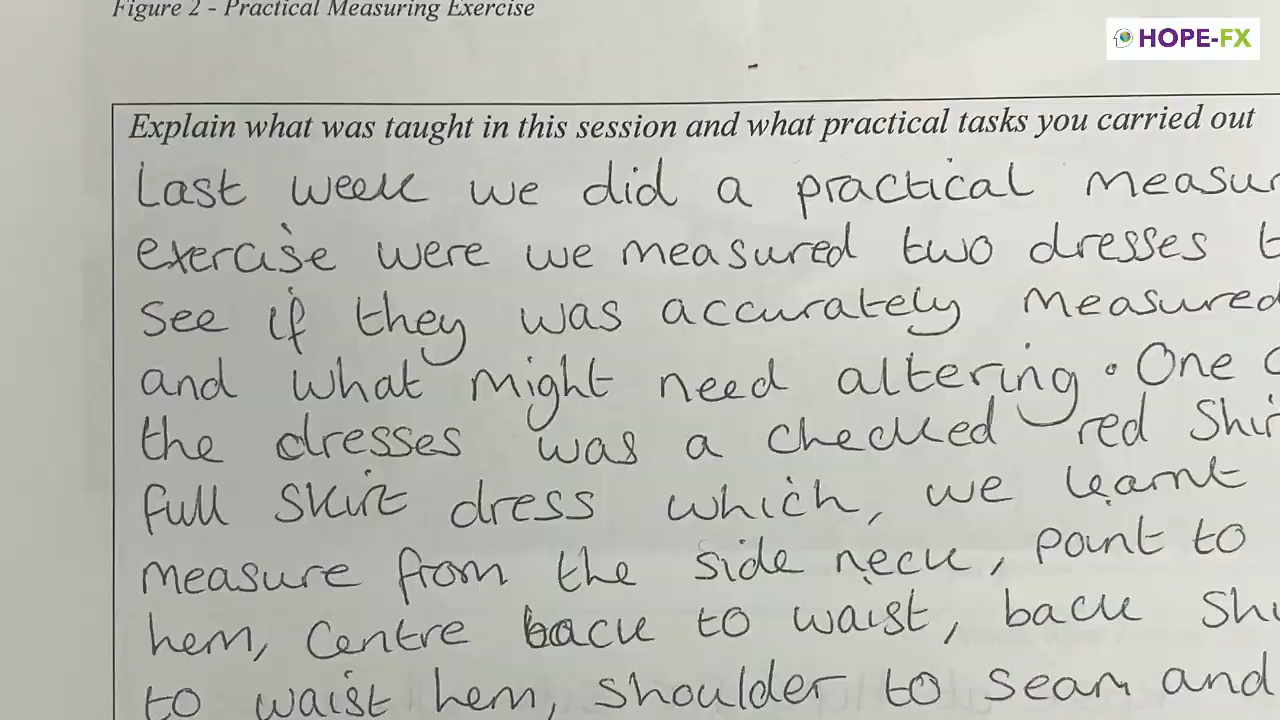 Figure 2 - Practical Measuring Exercise
HOPE-FX
Explain what was taught in this session and what practical tasks you carried out
Last week we did a practical measur
exercise were we measured two dresses t
see if they was accurately measured
and what might need altering. One
the dresses was a checked red Shir
full skirt dress which, we learnt
measure from the side neck, point to
hem, Centre back to waist, back Sh
to waist hem, shoulder to seam and